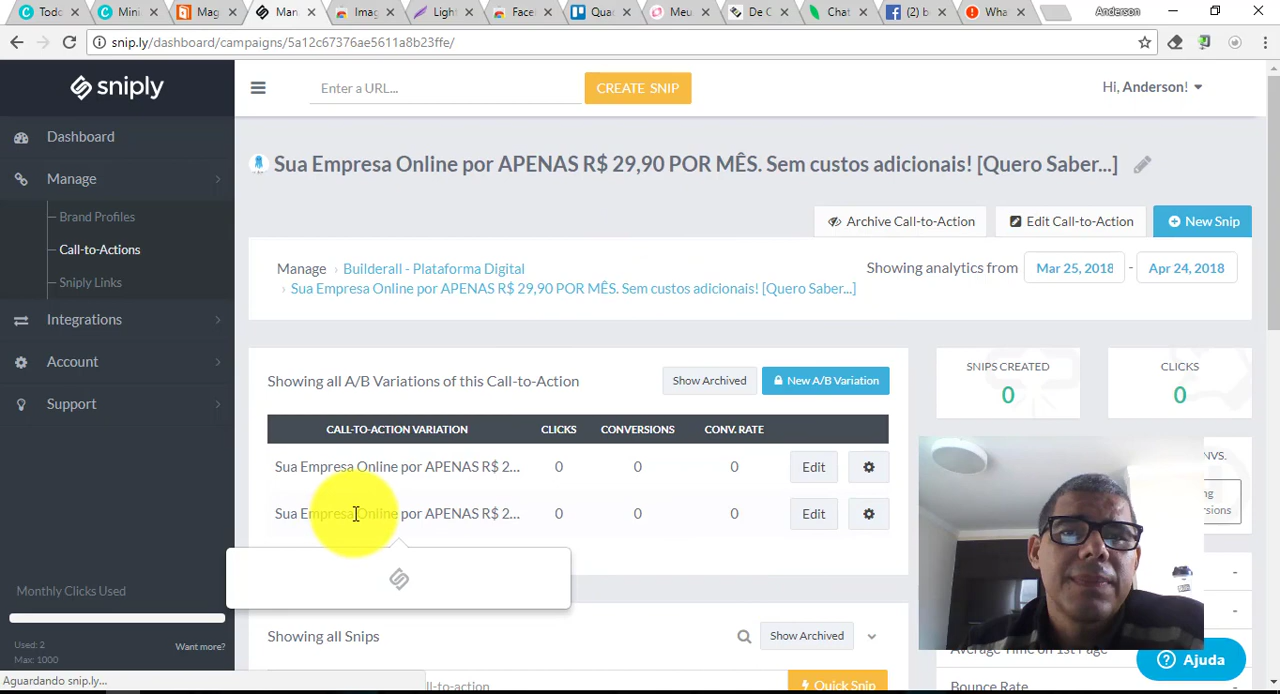 Todo
Mini
Mag
Man
Imag
Light
Facel
Quar
Meu
De C
Chat
(2) b
Wha
Anderson
snip.ly/dashboard/campaigns/5a12c67376ae5611a8b23ffe/
sniply
Enter a URL...
CREATE SNIP
Hi, Anderson!
Dashboard
Manage
Brand Profiles
Call-to-Actions
Sniply Links
Integrations
Account
Support
Monthly Clicks Used
Used: 2
Max: 1000
Want more?
Sua Empresa Online por APENAS R$ 29,90 POR MÊS. Sem custos adicionais! [Quero Saber...]
Archive Call-to-Action
Edit Call-to-Action
New Snip
Manage › Builderall - Plataforma Digital
› Sua Empresa Online por APENAS R$ 29,90 POR MÊS. Sem custos adicionais! [Quero Saber...]
Showing analytics from Mar 25, 2018 - Apr 24, 2018
Showing all A/B Variations of this Call-to-Action
Show Archived
New A/B Variation
CALL-TO-ACTION VARIATION CLICKS CONVERSIONS CONV. RATE
Sua Empresa Online por APENAS R$ 2... 0 0 0 Edit
Sua Empresa Online por APENAS R$ 2... 0 0 0 Edit
SNIPS CREATED
0
CLICKS
0
NVS.
Showing all Snips
Show Archived
Quick Snip
ll-to-action
Average Time on 1st Page
-
-
Bounce Rate
-
Ajuda
Aguardando snip.ly...